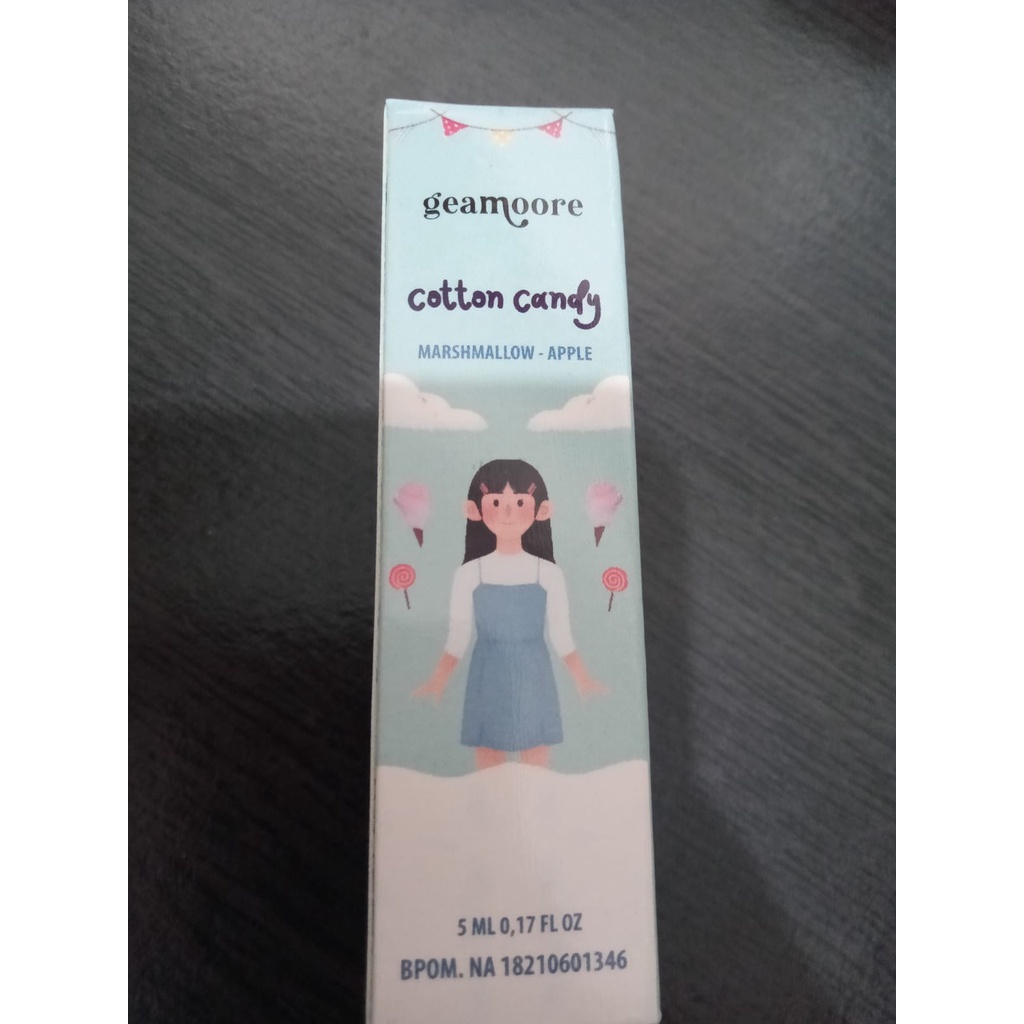 geamoore
cotton candy
MARSHMALLOW - APPLE
5 ML 0,17 FL OZ
BPOM. NA 18210601346